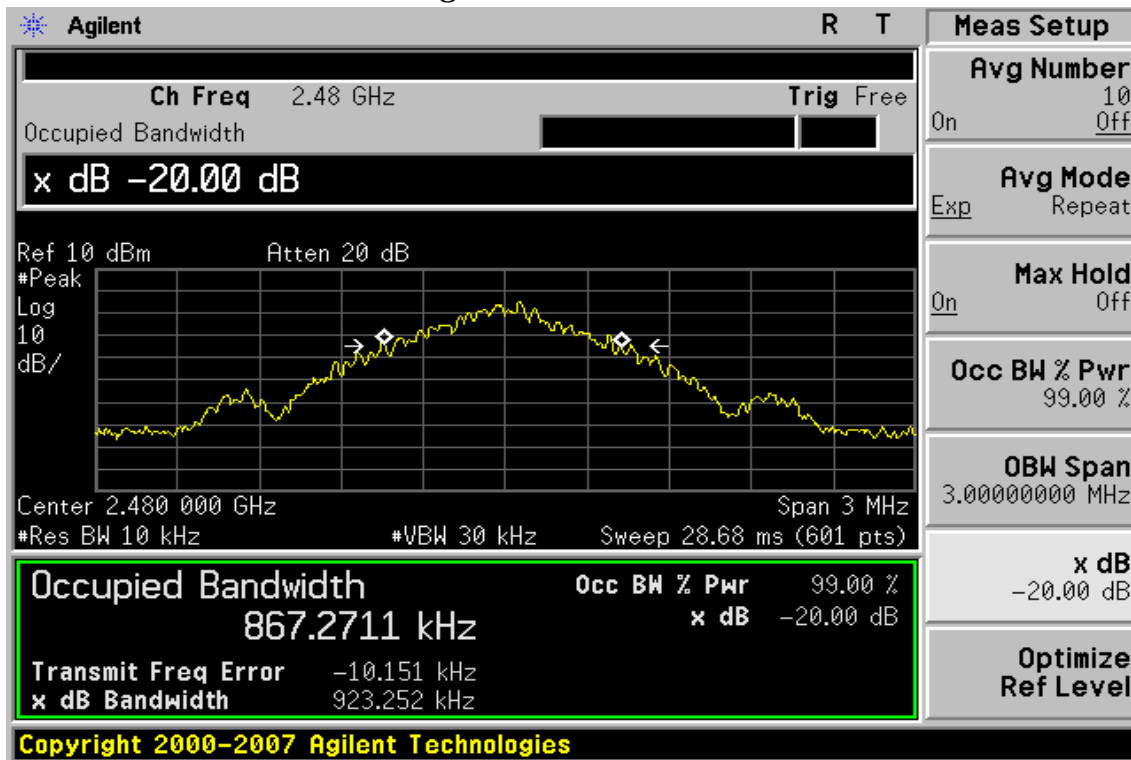 Agilent R T
Ch Freq 2.48 GHz Trig Free
Occupied Bandwidth
x dB -20.00 dB
Ref 10 dBm Atten 20 dB
#Peak
Log
10
dB/
Center 2.480 000 GHz Span 3 MHz
#Res BW 10 kHz #VBW 30 kHz Sweep 28.68 ms (601 pts)
Occupied Bandwidth Occ BW % Pwr 99.00 %
867.2711 kHz x dB -20.00 dB
Transmit Freq Error -10.151 kHz
x dB Bandwidth 923.252 kHz
Copyright 2000-2007 Agilent Technologies
Meas Setup
Avg Number
10
On Off
Avg Mode
Exp Repeat
Max Hold
On Off
Occ BW % Pwr
99.00 %
OBW Span
3.00000000 MHz
x dB
-20.00 dB
Optimize
Ref Level